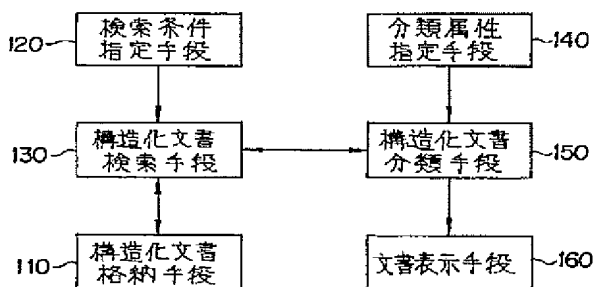 検索条件
指定手段
120
分類属性
指定手段
140
構造化文書
検索手段
130
構造化文書
分類手段
150
構造化文書
格納手段
110
文書表示手段
160